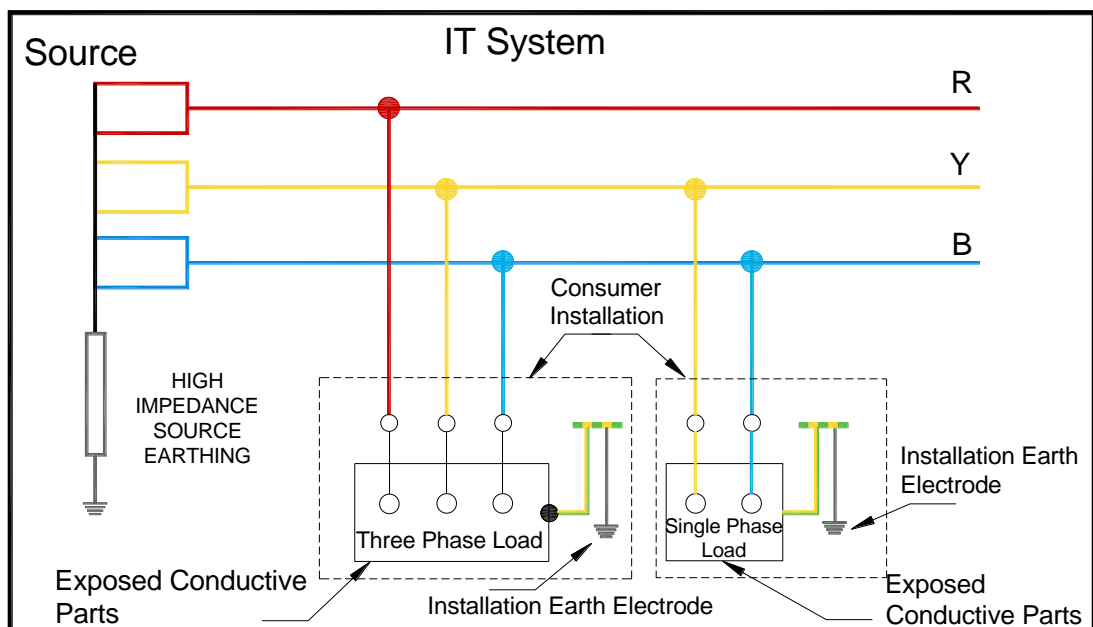 IT System
Source
R
Y
B
Consumer
Installation
HIGH
IMPEDANCE
SOURCE
EARTHING
Installation Earth
Electrode
Three Phase Load
Single Phase
Load
Exposed Conductive
Parts
Installation Earth Electrode
Exposed
Conductive Parts